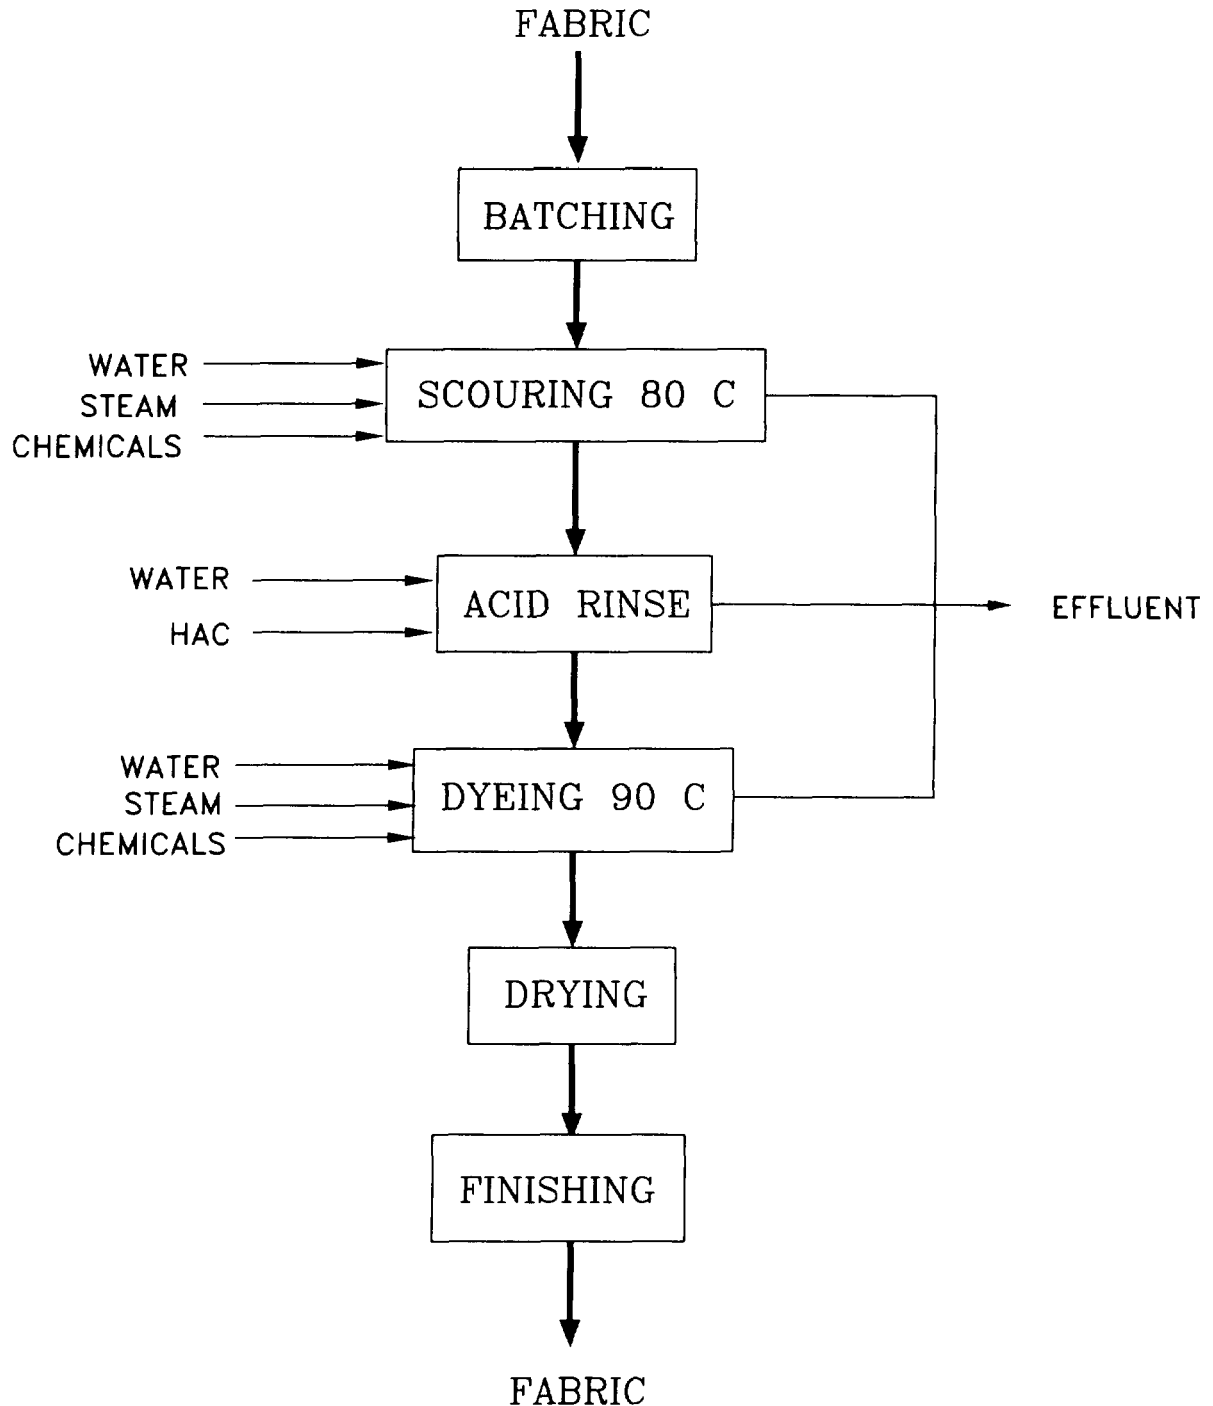 FABRIC
BATCHING
WATER
STEAM
CHEMICALS
SCOURING 80 C
WATER
HAC
ACID RINSE
EFFLUENT
WATER
STEAM
CHEMICALS
DYEING 90 C
DRYING
FINISHING
FABRIC